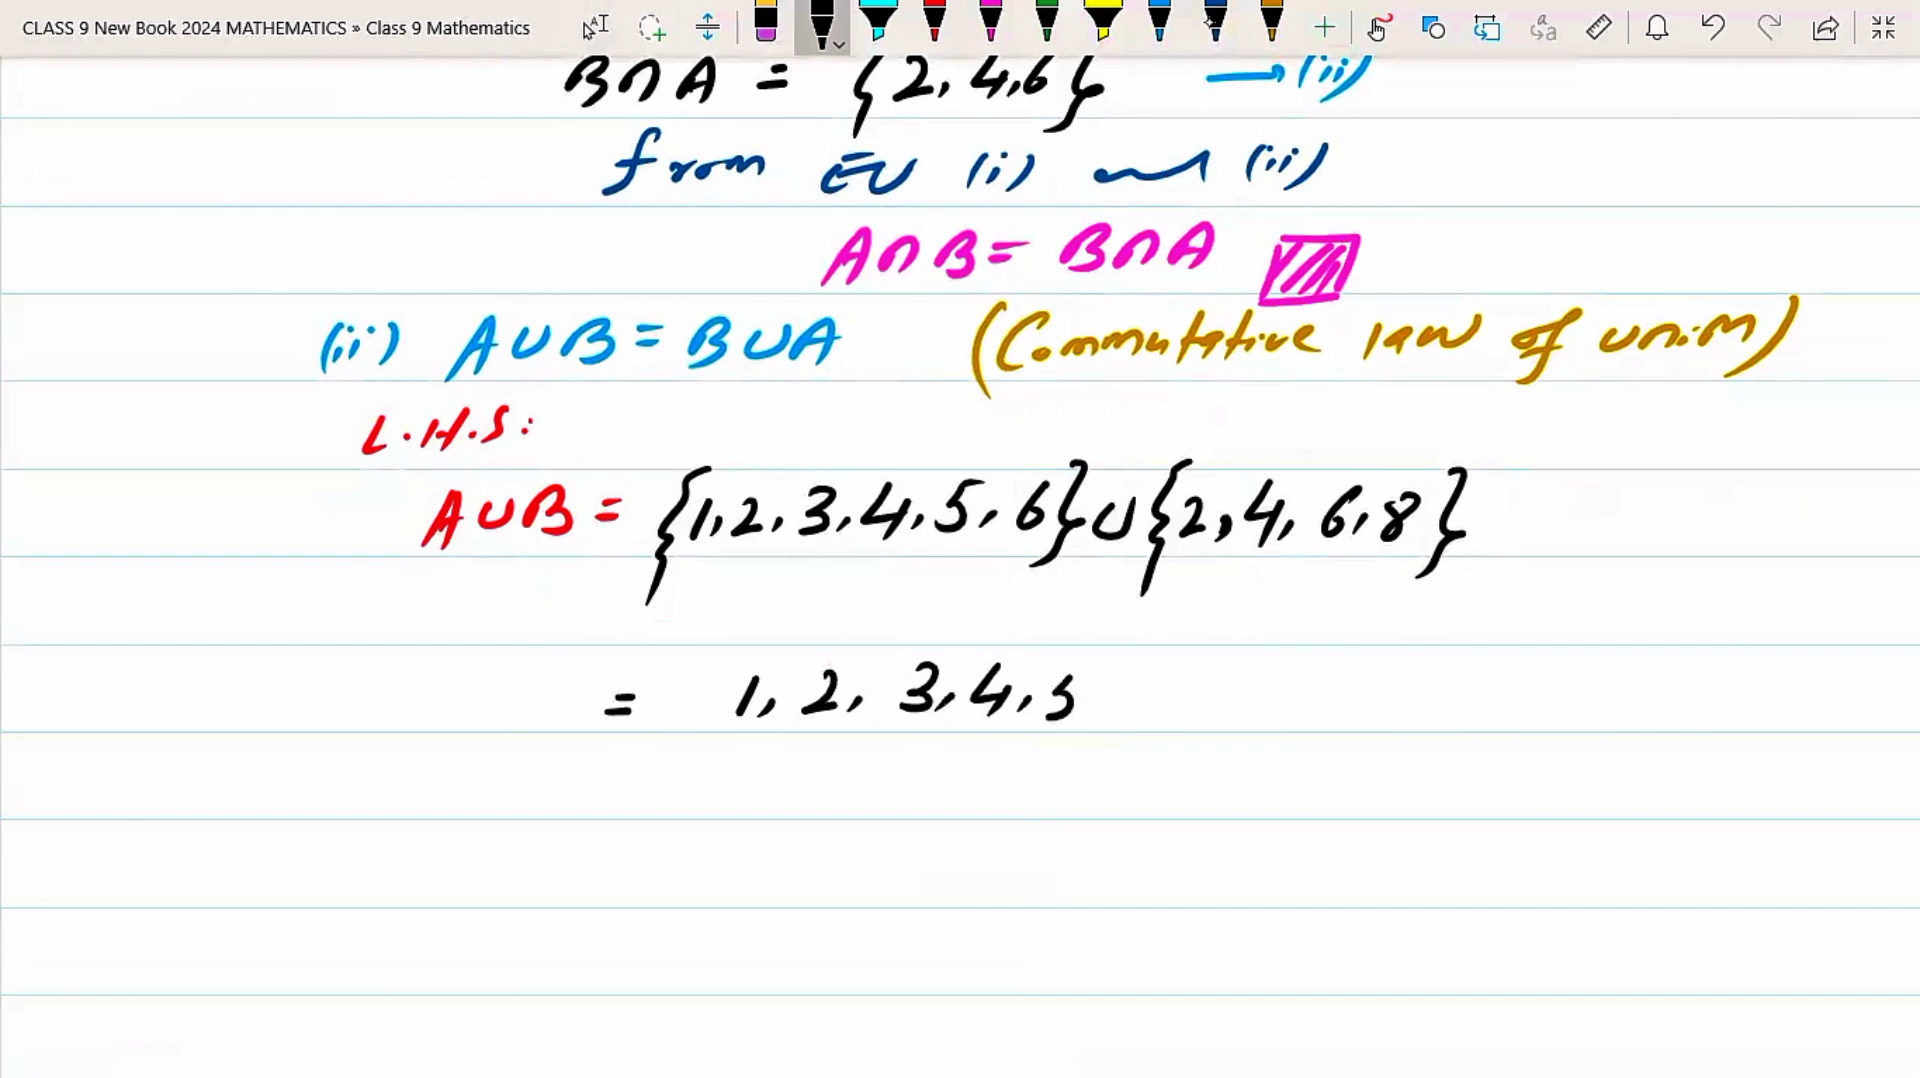 CLASS 9 New Book 2024 MATHEMATICS » Class 9 Mathematics
B∩A = {2, 4, 6} → (ii)
from EQ (i) and (ii)
A∩B = B∩A
(ii) A∪B = B∪A (Commutative law of union)
L.H.S:
A∪B = {1, 2, 3, 4, 5, 6} ∪ {2, 4, 6, 8}
= 1, 2, 3, 4, 5